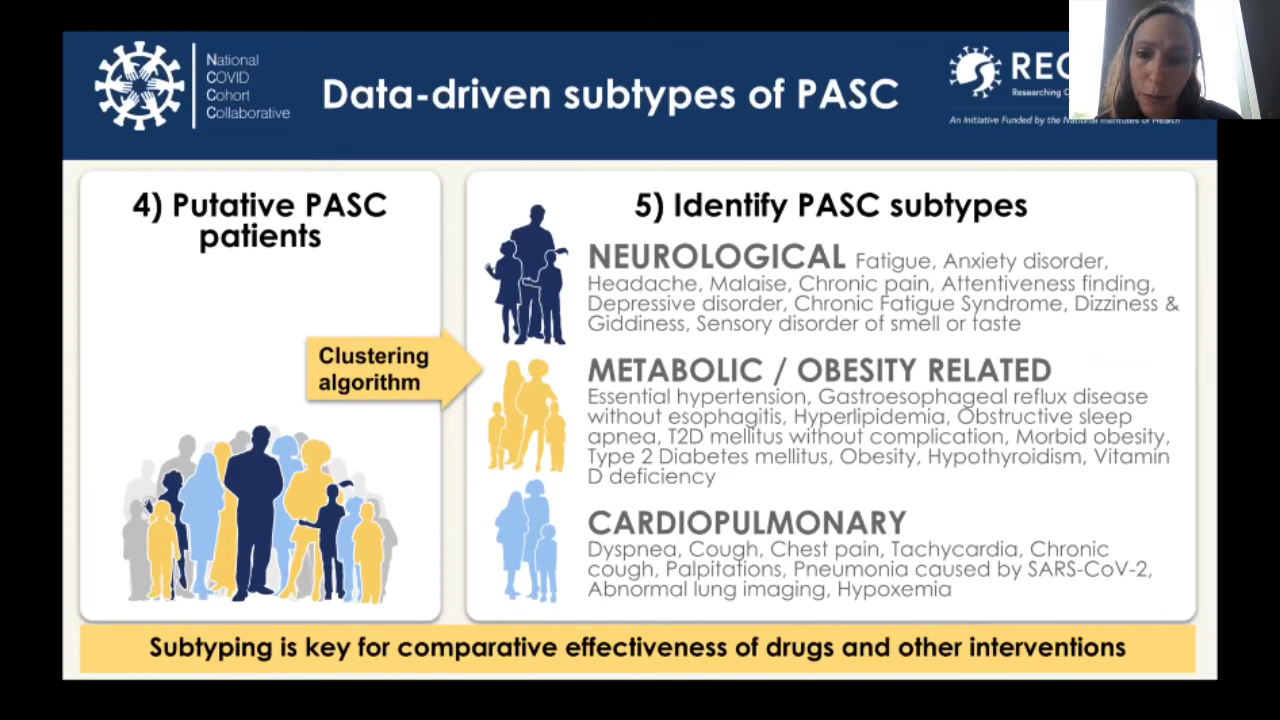 National
COVID
Cohort
Collaborative
Data-driven subtypes of PASC
Researching
An Initiative Funded by the National Institutes of Health
4) Putative PASC
patients
Clustering
algorithm
5) Identify PASC subtypes
NEUROLOGICAL Fatigue, Anxiety disorder,
Headache, Malaise, Chronic pain, Attentiveness finding,
Depressive disorder, Chronic Fatigue Syndrome, Dizziness &
Giddiness, Sensory disorder of smell or taste
METABOLIC / OBESITY RELATED
Essential hypertension, Gastroesophageal reflux disease
without esophagitis, Hyperlipidemia, Obstructive sleep
apnea, T2D mellitus without complication, Morbid obesity,
Type 2 Diabetes mellitus, Obesity, Hypothyroidism, Vitamin
D deficiency
CARDIOPULMONARY
Dyspnea, Cough, Chest pain, Tachycardia, Chronic
cough, Palpitations, Pneumonia caused by SARS-CoV-2,
Abnormal lung imaging, Hypoxemia
Subtyping is key for comparative effectiveness of drugs and other interventions